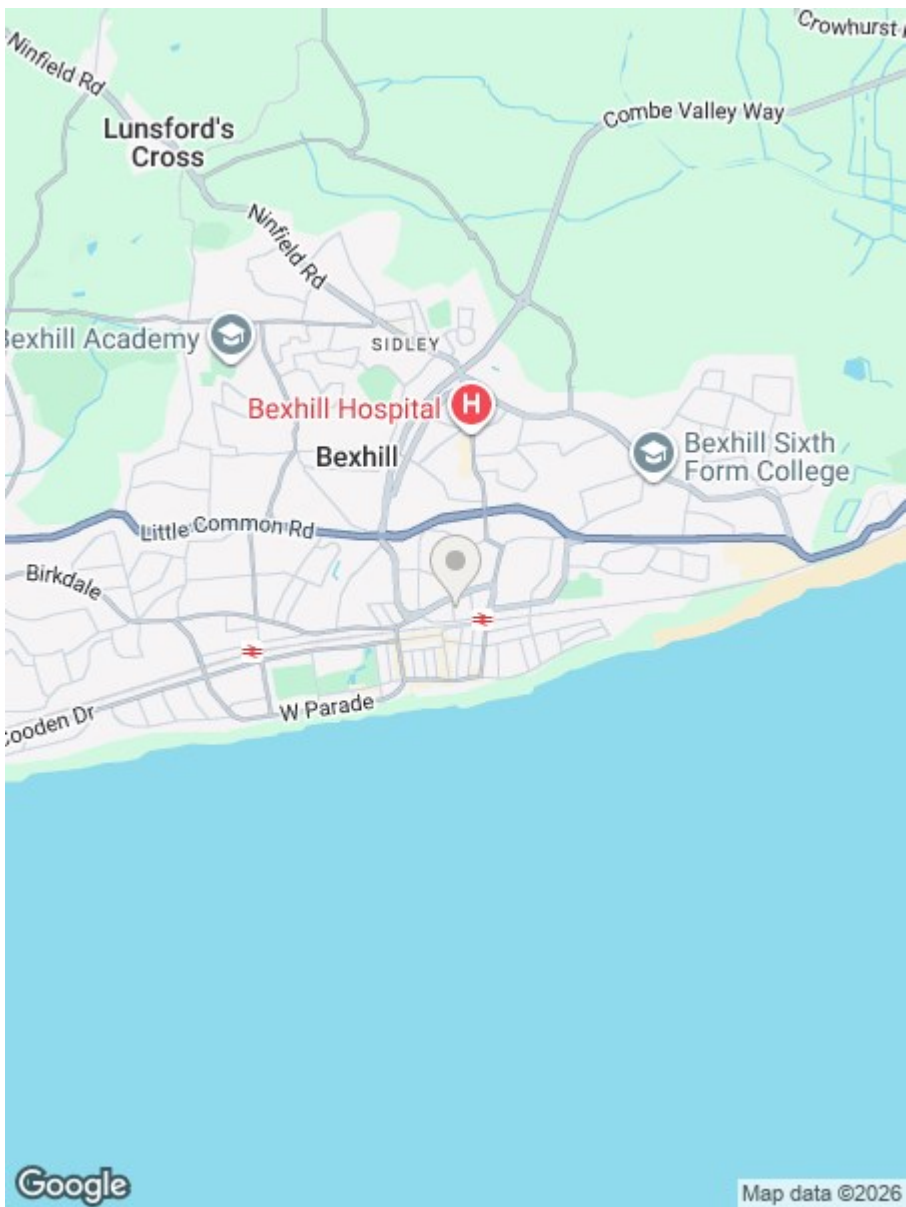 Crowhurst
Ninfield Rd
Combe Valley Way
Lunsford's
Cross
Ninfield Rd
Bexhill Academy
SIDLEY
Bexhill Hospital
H
Bexhill Sixth
Form College
Bexhill
Little Common Rd
Birkdale
W Parade
Cooden Dr
Google
Map data ©2026